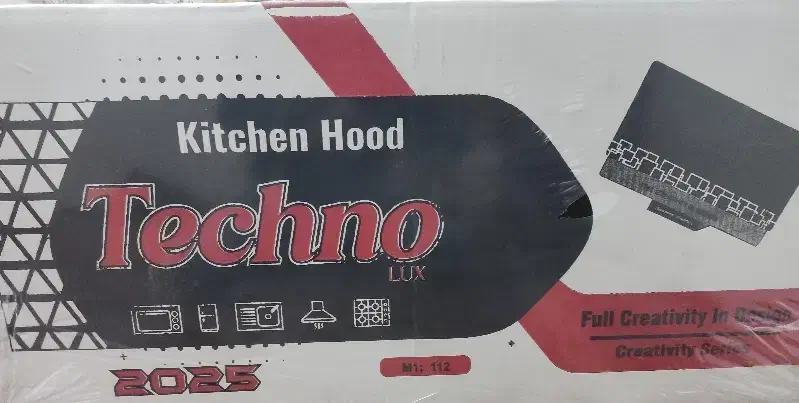 Kitchen Hood
Techno
LUX
2025
M1: 112
Full Creativity In Design
Creativity Series